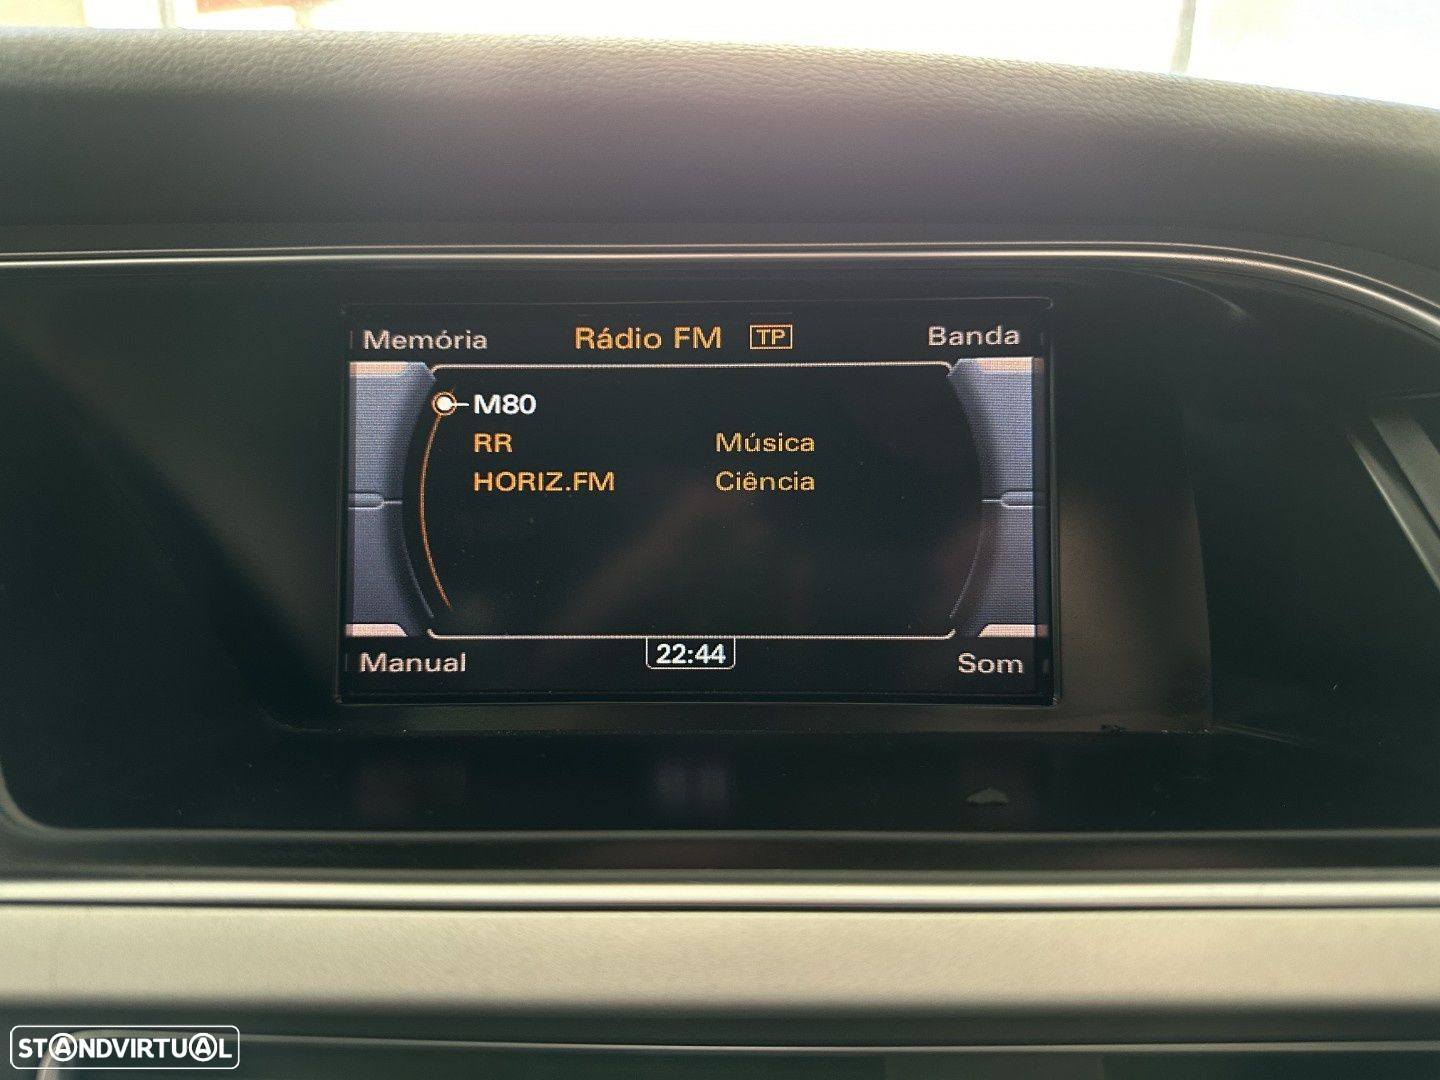 Memória Rádio FM TP Banda
M80
RR Música
HORIZ.FM Ciência
Manual 22:44 Som
STANDVIRTUAL